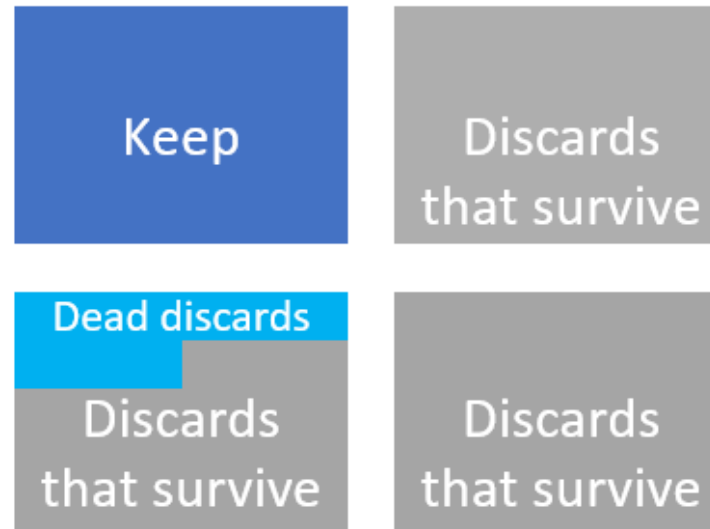 Keep
Discards
that survive
Dead discards
Discards
that survive
Discards
that survive